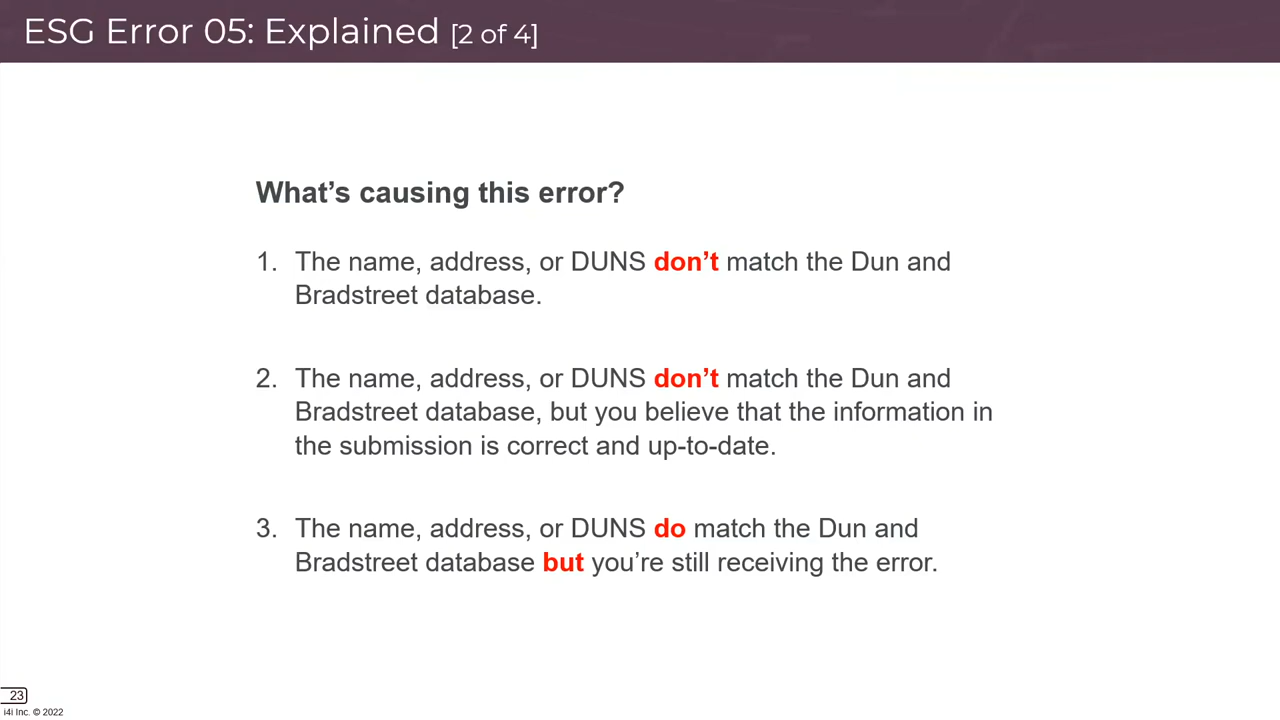 ESG Error 05: Explained [2 of 4]
What’s causing this error?
1. The name, address, or DUNS don’t match the Dun and
Bradstreet database.
2. The name, address, or DUNS don’t match the Dun and
Bradstreet database, but you believe that the information in
the submission is correct and up-to-date.
3. The name, address, or DUNS do match the Dun and
Bradstreet database but you’re still receiving the error.
23
i4i Inc. © 2022